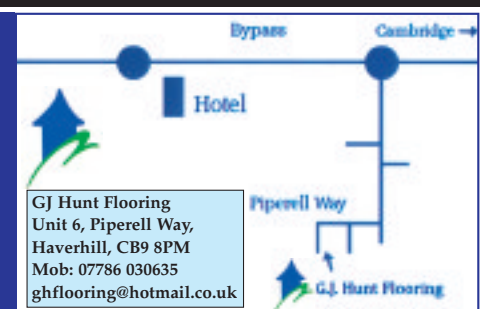 Bypass
Cambridge
Hotel
GJ Hunt Flooring
Unit 6, Piperell Way,
Haverhill, CB9 8PM
Mob: 07786 030635
ghflooring@hotmail.co.uk
Piperell Way
G.J. Hunt Flooring